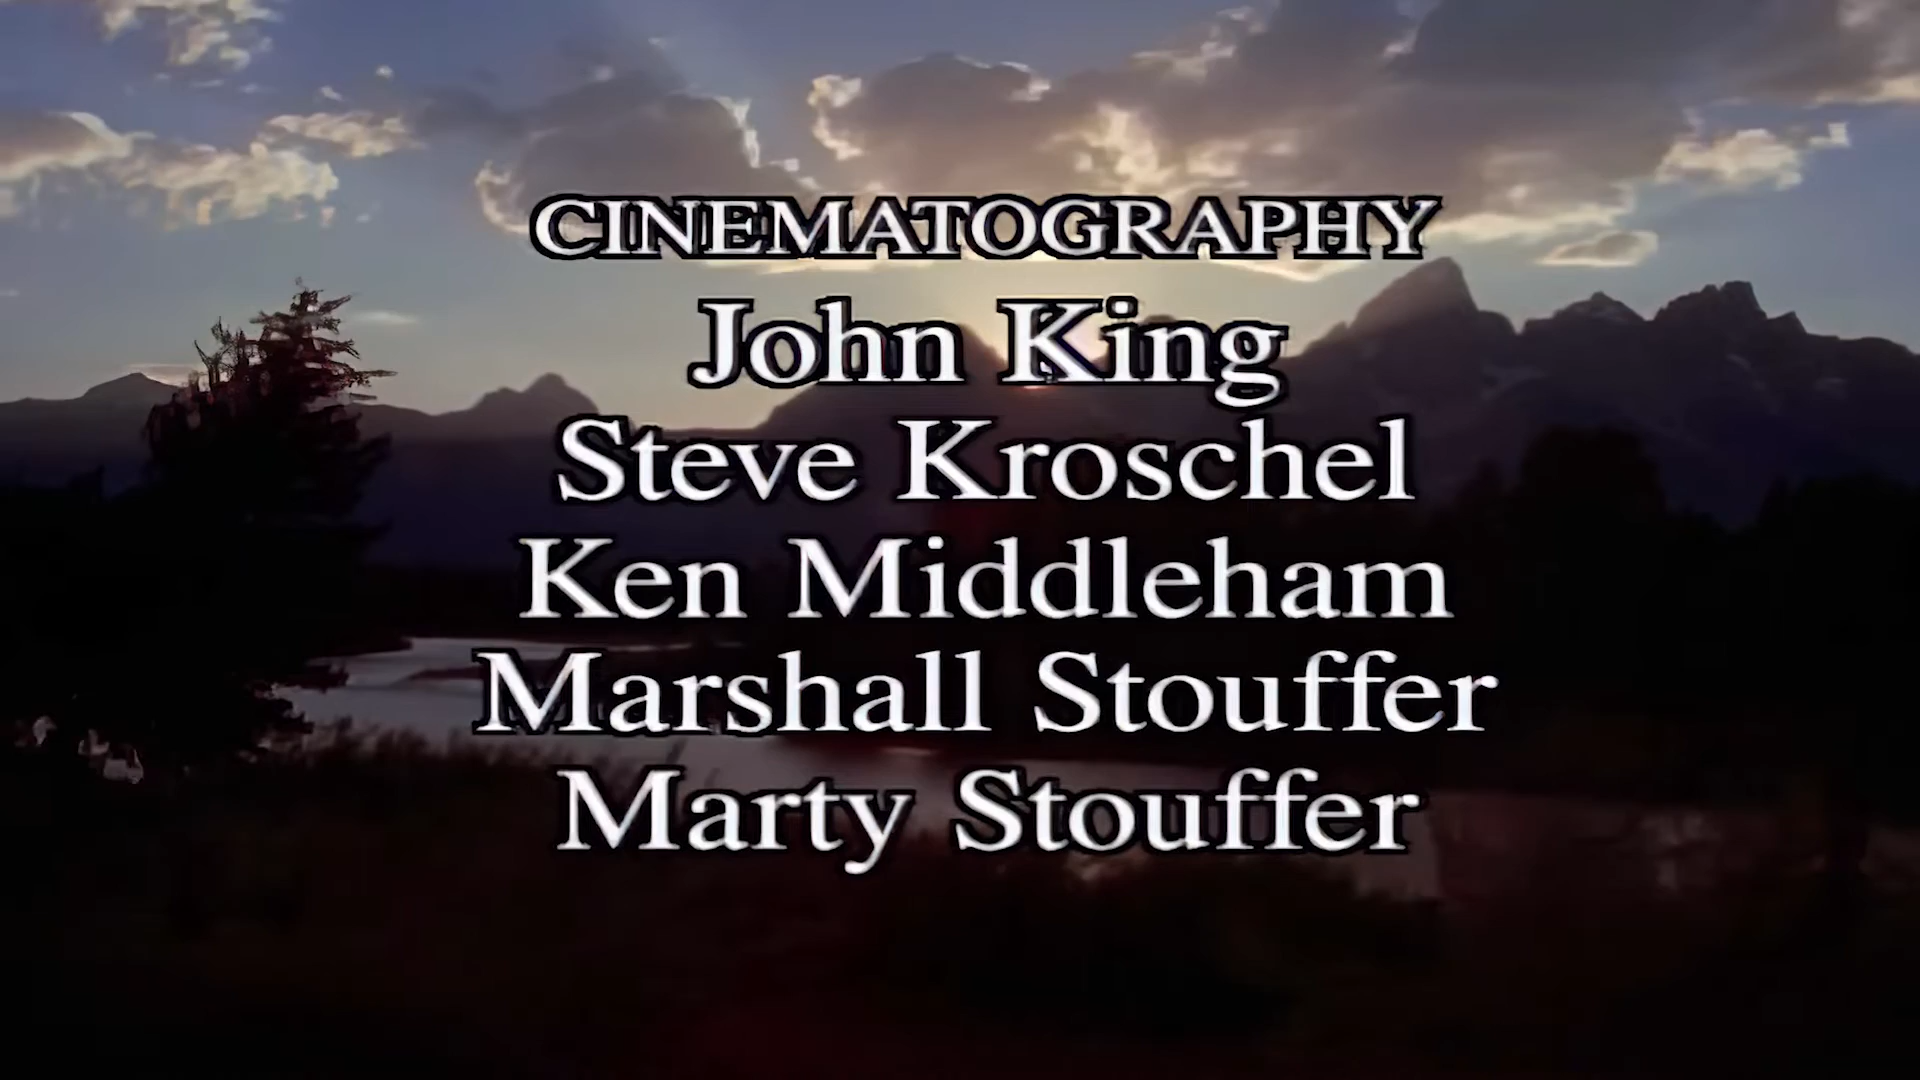 CINEMATOGRAPHY
John King
Steve Kroschel
Ken Middleham
Marshall Stouffer
Marty Stouffer